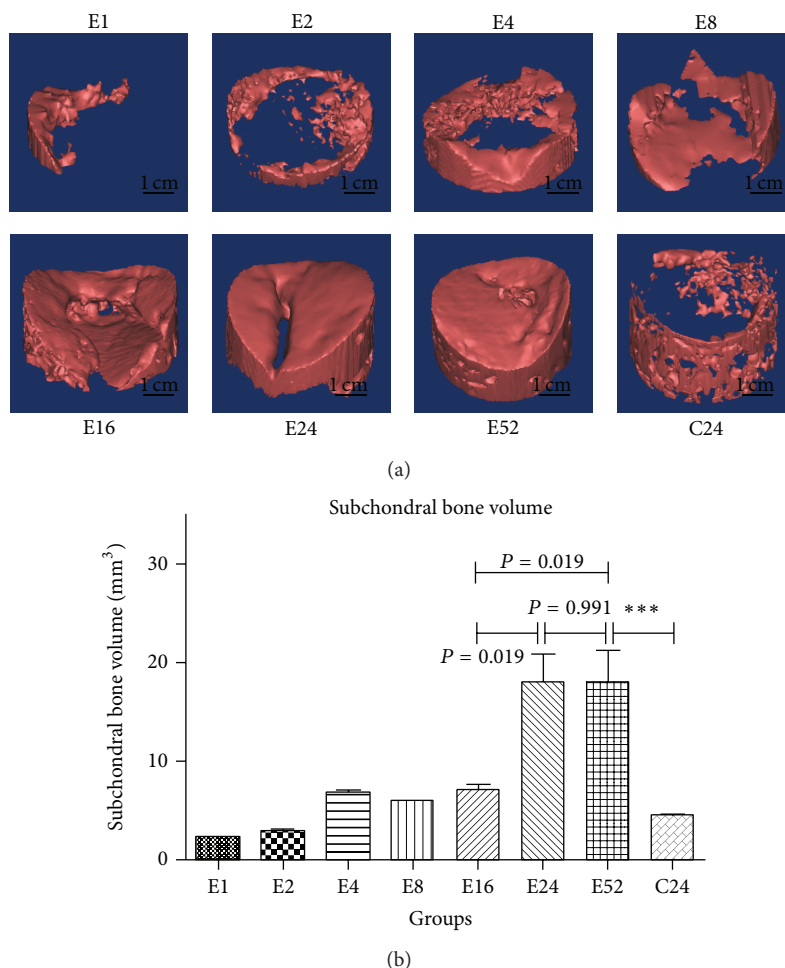 E1 E2 E4 E8
1 cm 1 cm 1 cm 1 cm
1 cm 1 cm 1 cm 1 cm
E16 E24 E52 C24
(a)
Subchondral bone volume
Subchondral bone volume (mm³)
30
20
10
0
P = 0.019
P = 0.991 ***
P = 0.019
E1 E2 E4 E8 E16 E24 E52 C24
Groups
(b)